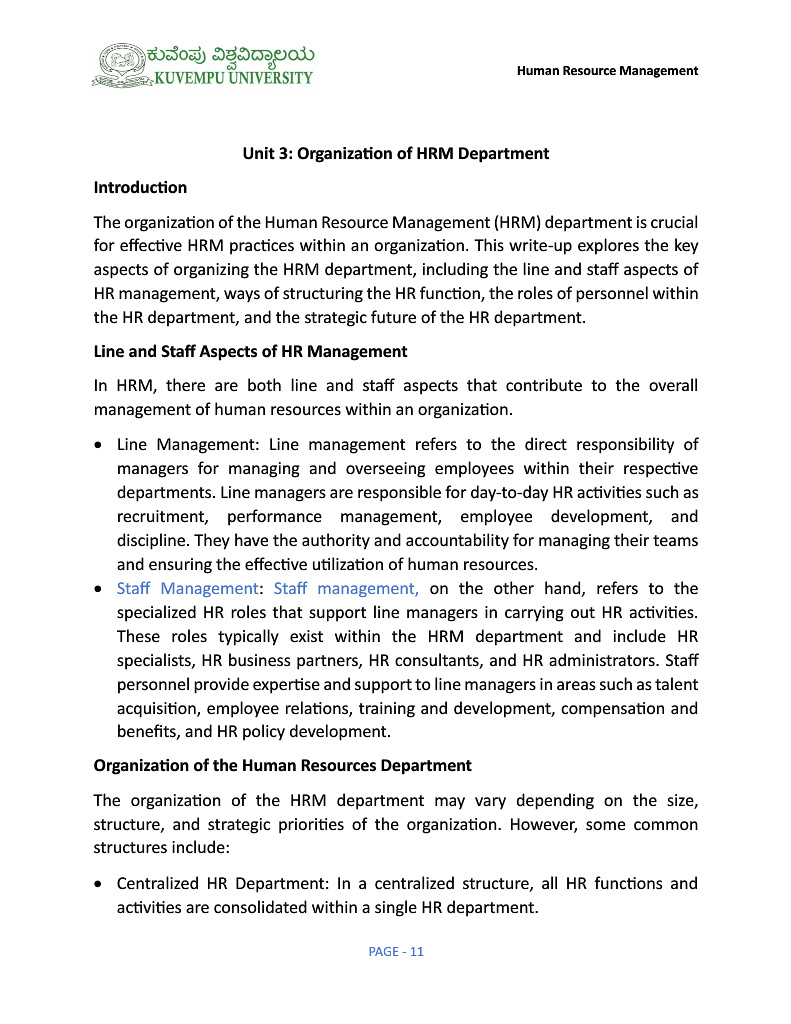 ಕುವೆಂಪು ವಿಶ್ವವಿದ್ಯಾಲಯ
KUVEMPU UNIVERSITY
Human Resource Management
Unit 3: Organization of HRM Department
Introduction
The organization of the Human Resource Management (HRM) department is crucial
for effective HRM practices within an organization. This write-up explores the key
aspects of organizing the HRM department, including the line and staff aspects of
HR management, ways of structuring the HR function, the roles of personnel within
the HR department, and the strategic future of the HR department.
Line and Staff Aspects of HR Management
In HRM, there are both line and staff aspects that contribute to the overall
management of human resources within an organization.
• Line Management: Line management refers to the direct responsibility of
managers for managing and overseeing employees within their respective
departments. Line managers are responsible for day-to-day HR activities such as
recruitment, performance management, employee development, and
discipline. They have the authority and accountability for managing their teams
and ensuring the effective utilization of human resources.
• Staff Management: Staff management, on the other hand, refers to the
specialized HR roles that support line managers in carrying out HR activities.
These roles typically exist within the HRM department and include HR
specialists, HR business partners, HR consultants, and HR administrators. Staff
personnel provide expertise and support to line managers in areas such as talent
acquisition, employee relations, training and development, compensation and
benefits, and HR policy development.
Organization of the Human Resources Department
The organization of the HRM department may vary depending on the size,
structure, and strategic priorities of the organization. However, some common
structures include:
• Centralized HR Department: In a centralized structure, all HR functions and
activities are consolidated within a single HR department.
PAGE - 11